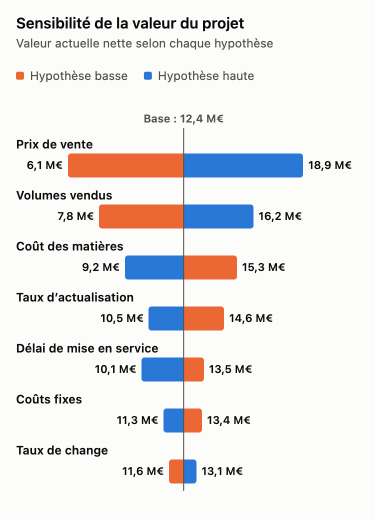 Sensibilité de la valeur du projet
Valeur actuelle nette selon chaque hypothèse
Hypothèse basse Hypothèse haute
Base : 12,4 M€
Prix de vente
6,1 M€ 18,9 M€
Volumes vendus
7,8 M€ 16,2 M€
Coût des matières
9,2 M€ 15,3 M€
Taux d’actualisation
10,5 M€ 14,6 M€
Délai de mise en service
10,1 M€ 13,5 M€
Coûts fixes
11,3 M€ 13,4 M€
Taux de change
11,6 M€ 13,1 M€